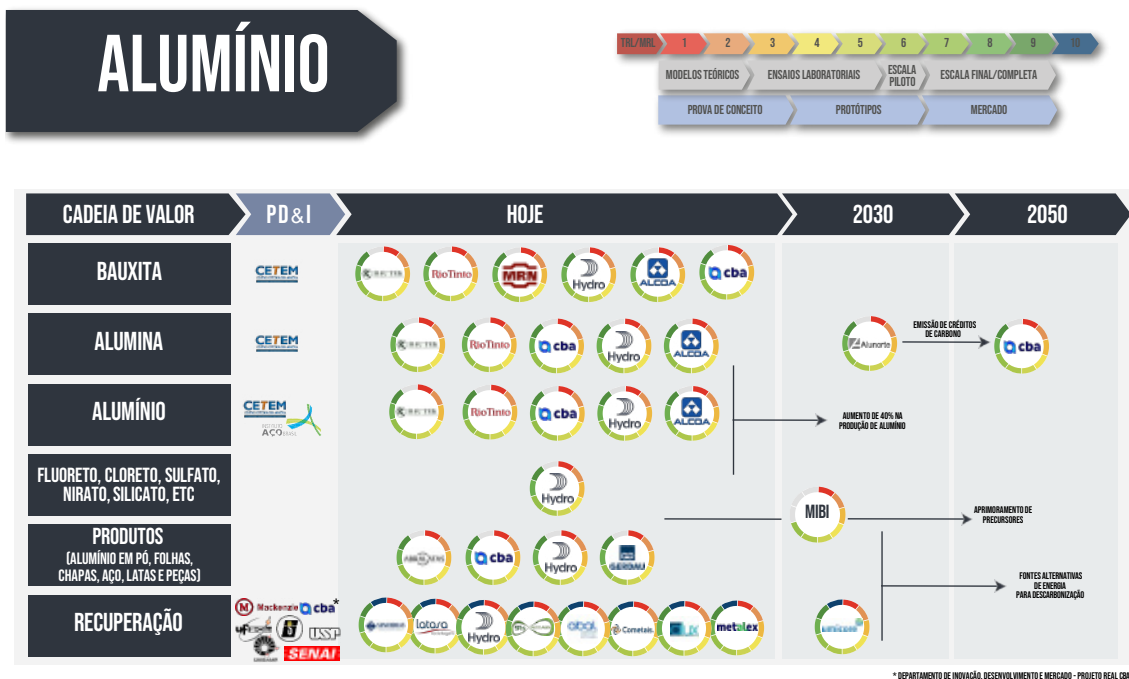 ALUMÍNIO
TRL/MRL 1 2 3 4 5 6 7 8 9 10
MODELOS TEÓRICOS ENSAIOS LABORATORIAIS ESCALA PILOTO ESCALA FINAL/COMPLETA
PROVA DE CONCEITO PROTÓTIPOS MERCADO
CADEIA DE VALOR PD&I HOJE 2030 2050
BAUXITA
CETEM
RioTinto MRN Hydro ALCOA cba
ALUMINA
CETEM
RioTinto cba Hydro ALCOA
Alunorte
EMISSÃO DE CRÉDITOS
DE CARBONO
cba
ALUMÍNIO
CETEM
AÇO BRASIL
RioTinto cba Hydro ALCOA
AUMENTO DE 40% NA
PRODUÇÃO DE ALUMÍNIO
FLUORETO, CLORETO, SULFATO,
NIRATO, SILICATO, ETC
Hydro
MIBI
APRIMORAMENTO DE
PRECURSORES
PRODUTOS
(ALUMÍNIO EM PÓ, FOLHAS,
CHAPAS, AÇO, LATAS E PEÇAS)
cba Hydro GERDAU
FONTES ALTERNATIVAS
DE ENERGIA
PARA DESCARBONIZAÇÃO
RECUPERAÇÃO
Mackenzie cba*
USP
SENAI
latasa Hydro abal Cometais LUX metalex
umicore
* DEPARTAMENTO DE INOVAÇÃO, DESENVOLVIMENTO E MERCADO - PROJETO REAL CBA